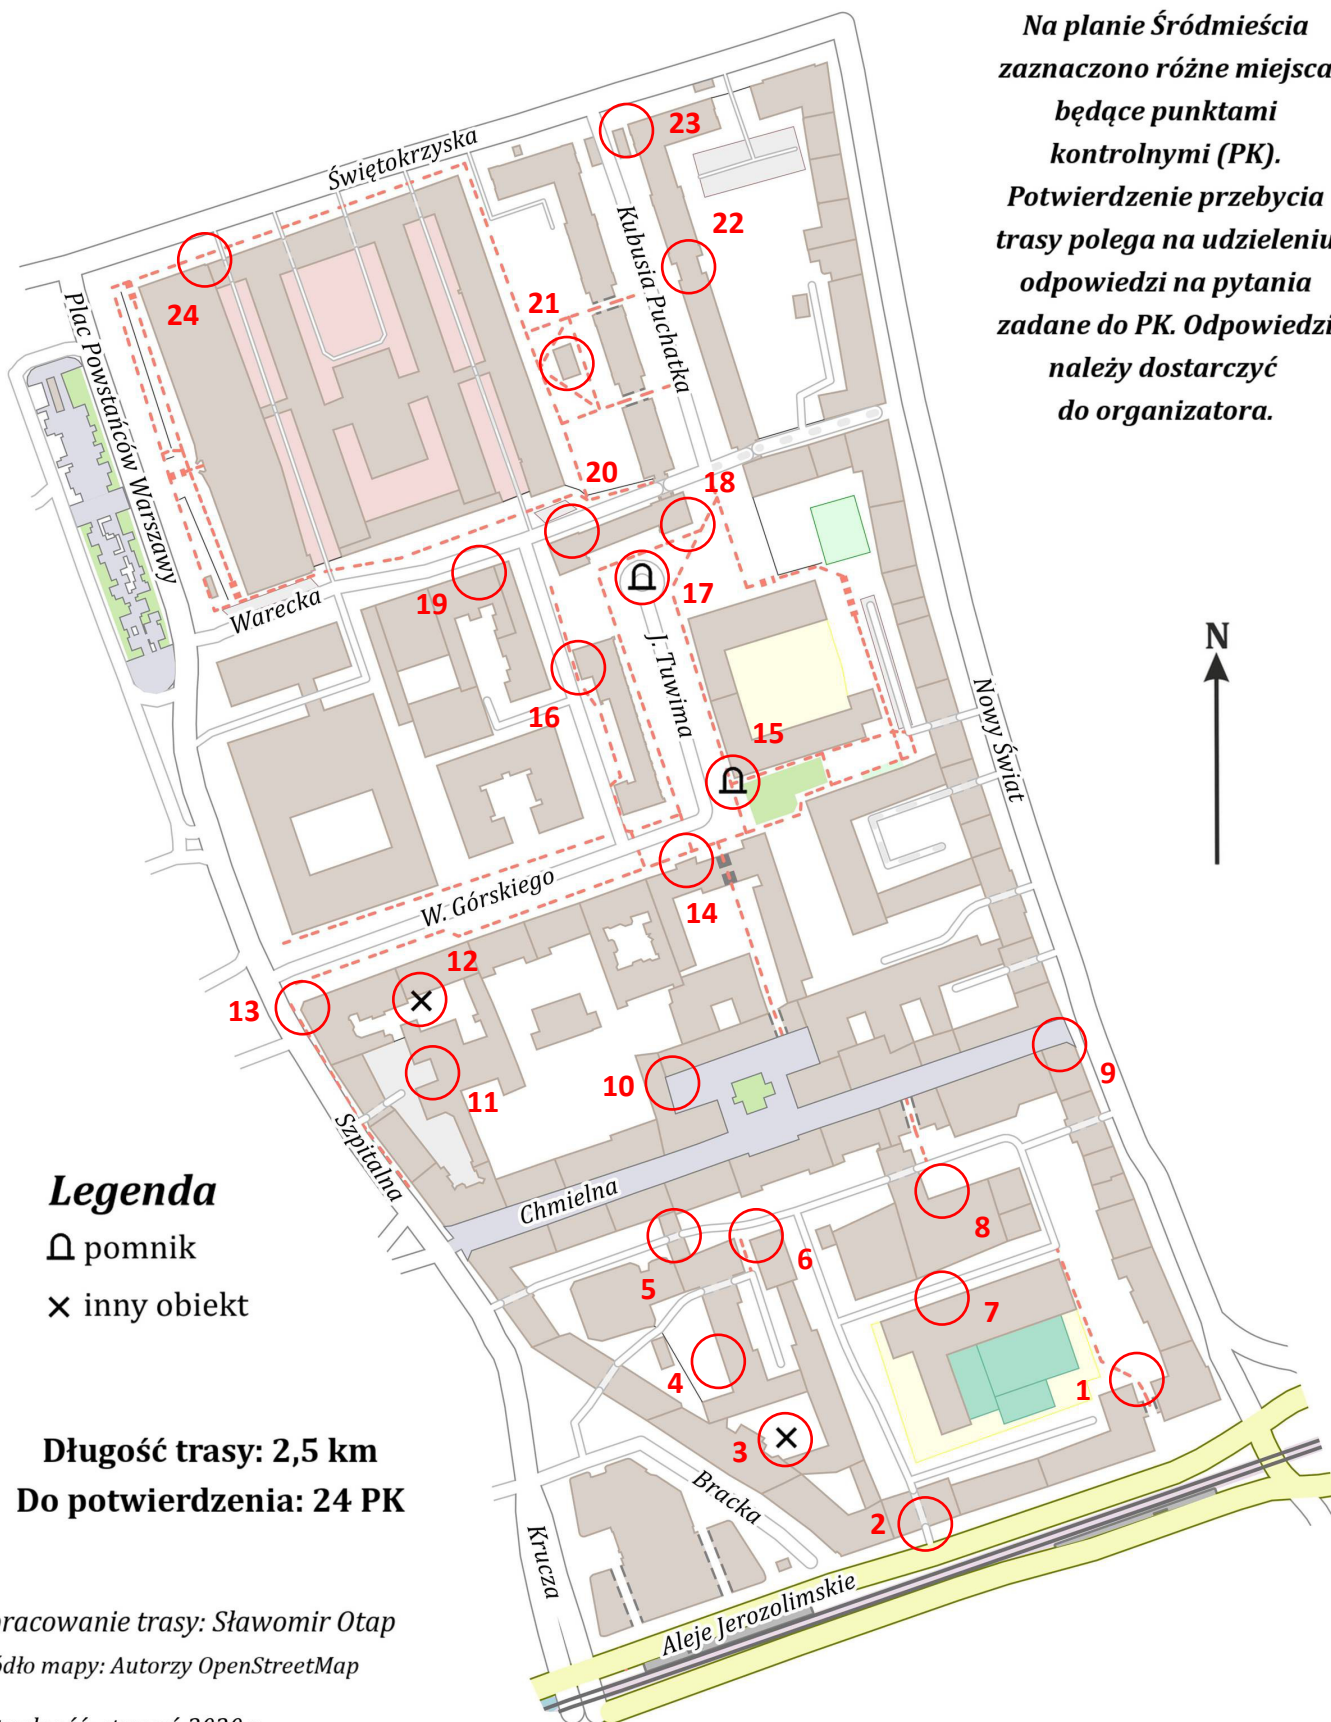 Na planie Śródmieścia
zaznaczono różne miejsca
będące punktami
kontrolnymi (PK).
Potwierdzenie przebycia
trasy polega na udzieleniu
odpowiedzi na pytania
zadane do PK. Odpowiedzi
należy dostarczyć
do organizatora.
23
Świętokrzyska
Kubusia Puchatka
22
24
21
Plac Powstańców Warszawy
20
18
19
Warecka
17
N
J. Tuwima
16
15
Nowy Świat
W. Górskiego
14
12
13
10
9
11
Szpitalna
Legenda
pomnik
inny obiekt
Chmielna
8
5
6
7
4
1
3
Bracka
2
Krucza
Aleje Jerozolimskie
Długość trasy: 2,5 km
Do potwierdzenia: 24 PK
racowanie trasy: Sławomir Otap
ódło mapy: Autorzy OpenStreetMap